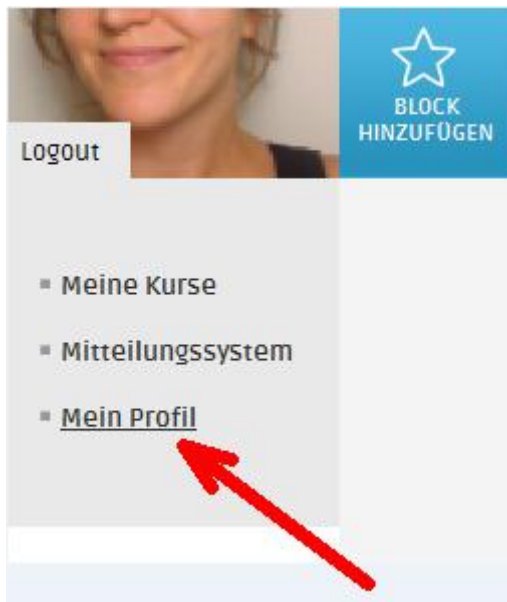 BLOCK
HINZUFÜGEN
Logout
Meine Kurse
Mitteilungssystem
Mein Profil